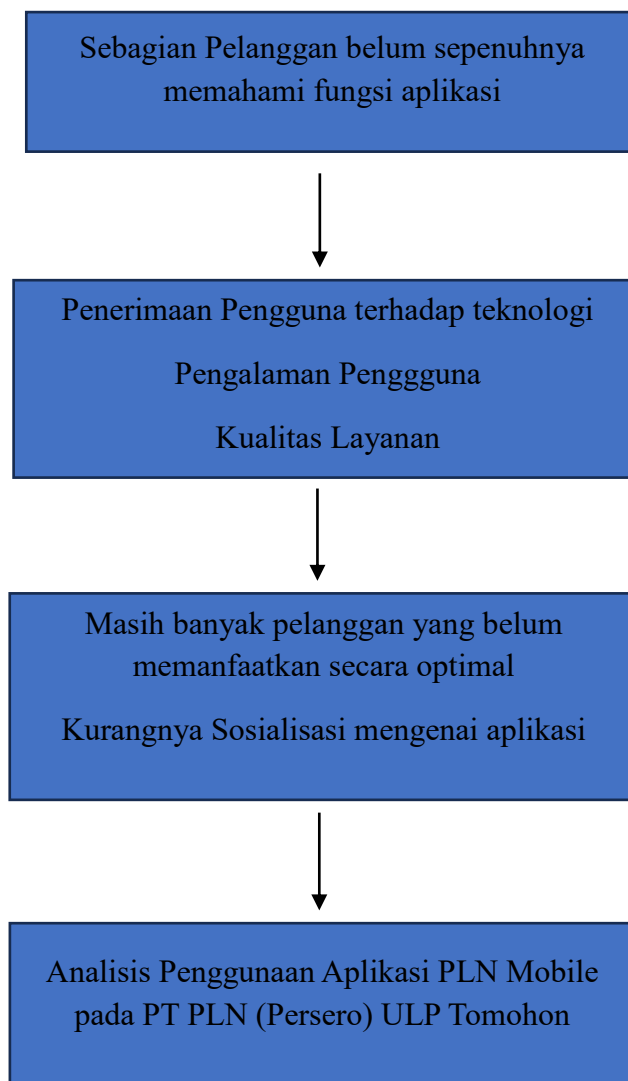 Sebagian Pelanggan belum sepenuhnya
memahami fungsi aplikasi
Penerimaan Pengguna terhadap teknologi
Pengalaman Penggguna
Kualitas Layanan
Masih banyak pelanggan yang belum
memanfaatkan secara optimal
Kurangnya Sosialisasi mengenai aplikasi
Analisis Penggunaan Aplikasi PLN Mobile
pada PT PLN (Persero) ULP Tomohon